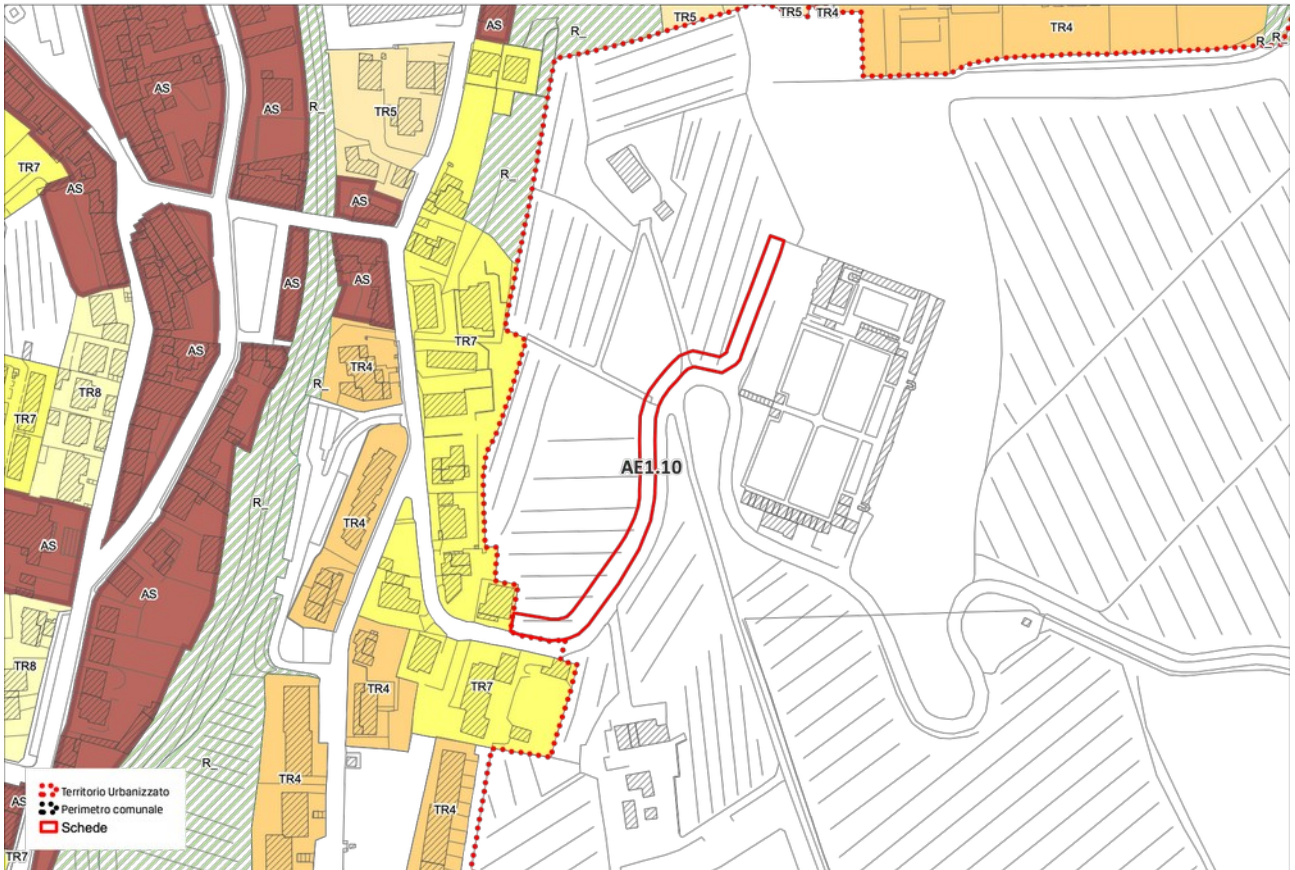 TR5
TR5
TR4
R_
AS
TR4
R_
R_
AS
AS
R_
TR5
TR7
AS
R_
AS
AS
TR7
AS
TR4
R_
TR8
TR7
AE1.10
R_
TR4
AS
AS
TR8
TR4
TR7
R_
TR4
TR4
AS
TR7
Territorio Urbanizzato
Perimetro comunale
Schede